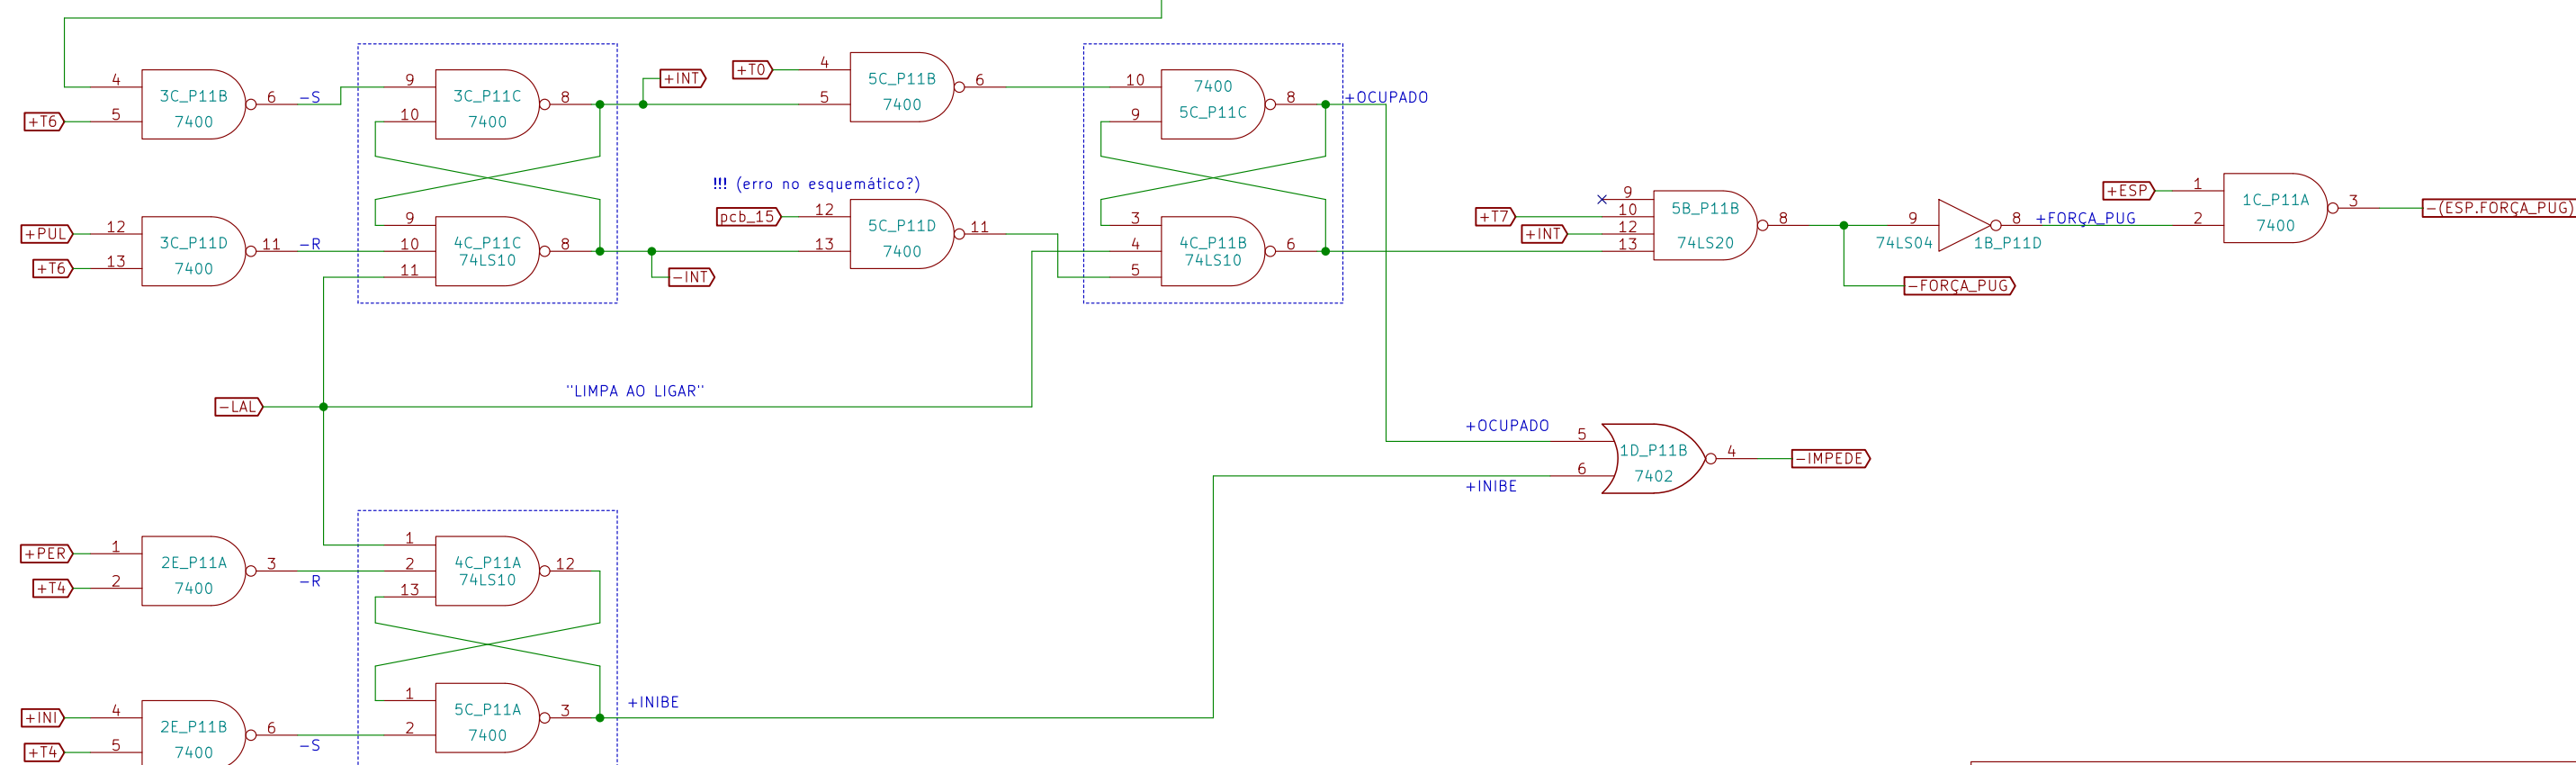 4
3C_P11B
7400
5
6
-S
+T6
9
3C_P11C
7400
10
8
+INT
+T0
4
5C_P11B
7400
5
6
10
7400
5C_P11C
9
8
+OCUPADO
!!! (erro no esquemático?)
+PUL
12
3C_P11D
7400
13
+T6
11
-R
9
10
11
4C_P11C
74LS10
8
-INT
pcb_15
12
13
5C_P11D
7400
11
3
4
5
4C_P11B
74LS10
6
+T7
+INT
9
10
12
13
5B_P11B
74LS20
8
9
74LS04
1B_P11D
8
+FORÇA_PUG
-FORÇA_PUG
+ESP
1
2
1C_P11A
7400
3
-(ESP.FORÇA_PUG)
-LAL
"LIMPA AO LIGAR"
+OCUPADO
5
6
+INIBE
1D_P11B
7402
4
-IMPEDE
+PER
1
2
+T4
2E_P11A
7400
3
-R
1
2
13
4C_P11A
74LS10
12
+INI
4
5
+T4
2E_P11B
7400
6
-S
1
2
5C_P11A
7400
3
+INIBE